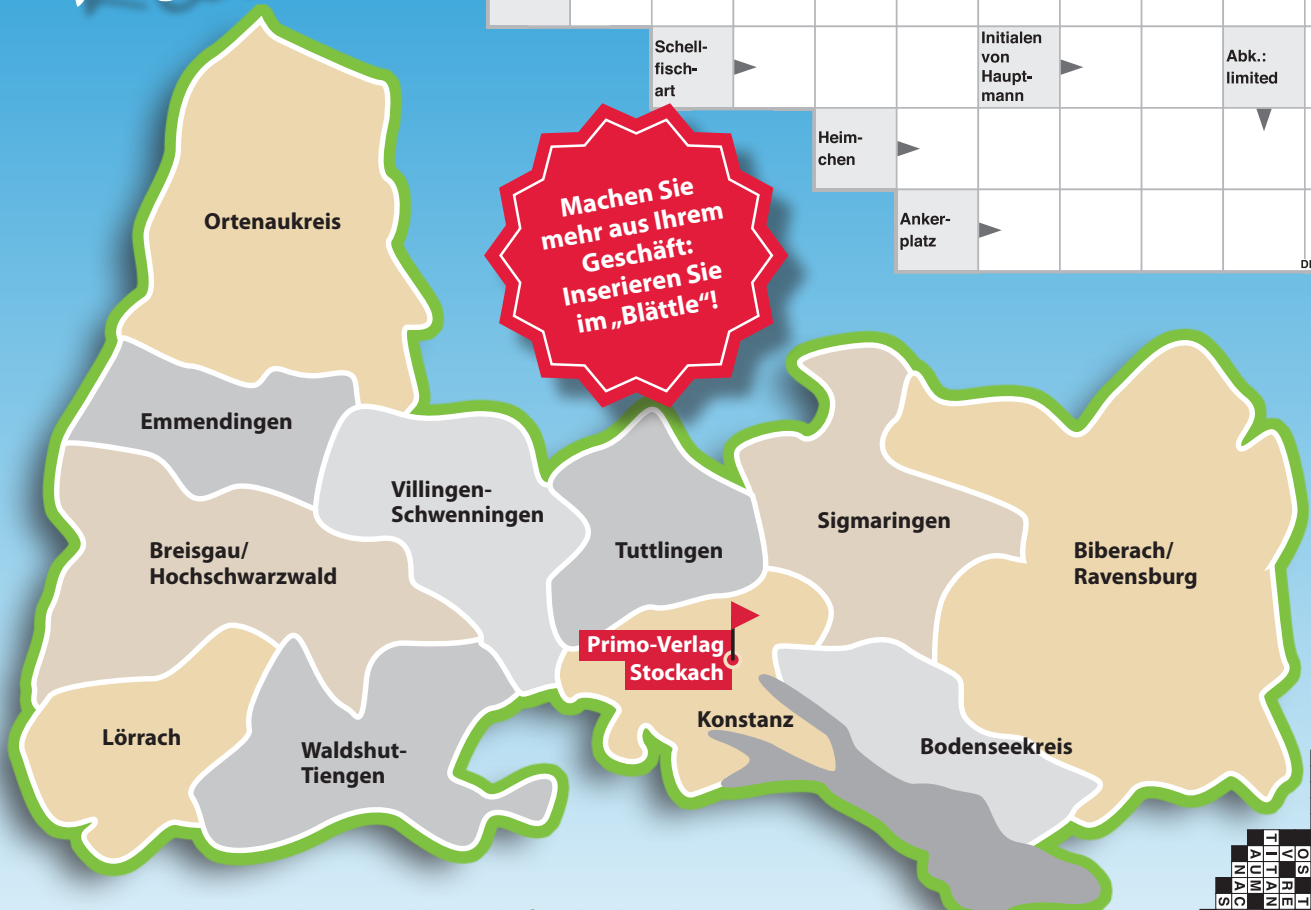 Schell-
fisch-
art
Initialen
von
Haupt-
mann
Abk.:
limited
Heim-
chen
Anker-
platz
Machen Sie
mehr aus Ihrem
Geschäft:
Inserieren Sie
im „Blättle“!
Ortenaukreis
Emmendingen
Villingen-
Schwenningen
Breisgau/
Hochschwarzwald
Tuttlingen
Sigmaringen
Biberach/
Ravensburg
Primo-Verlag
Stockach
Konstanz
Bodenseekreis
Lörrach
Waldshut-
Tiengen